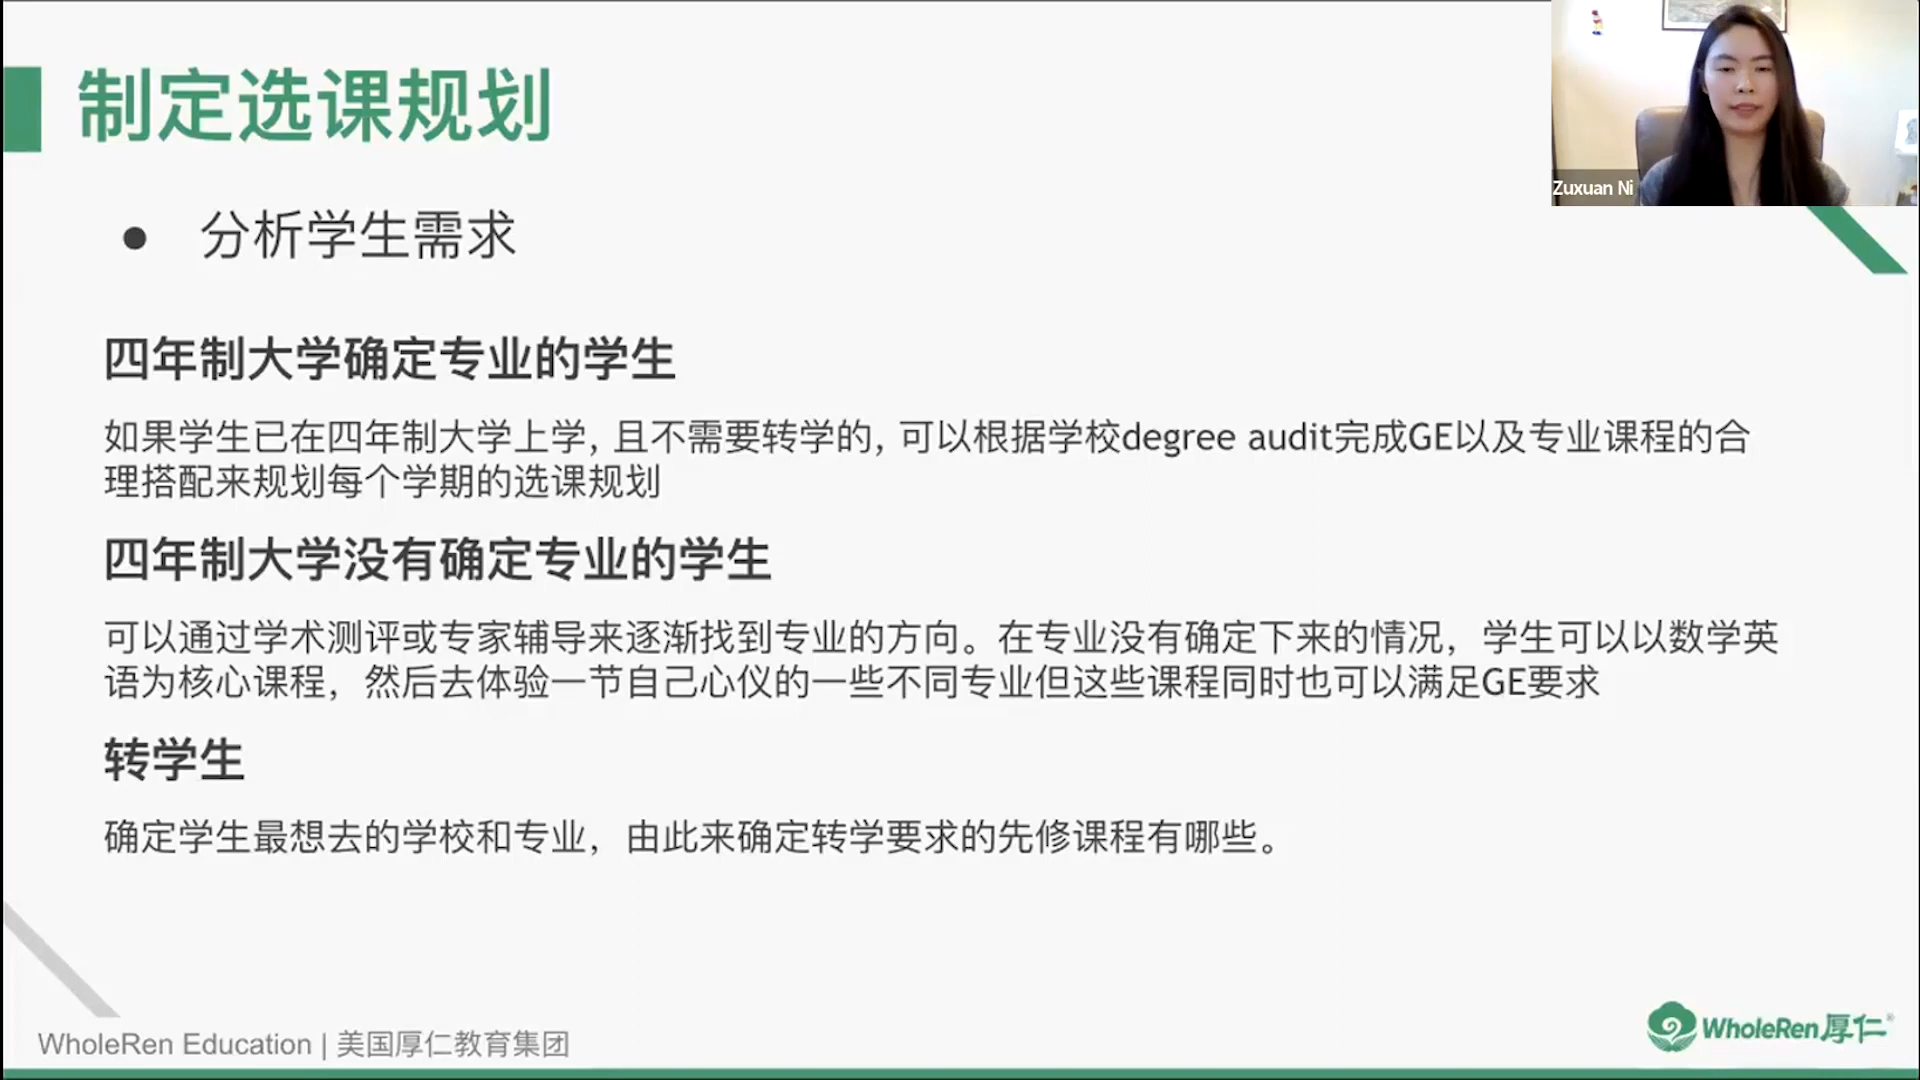 制定选课规划
Zuxuan Ni
● 分析学生需求
四年制大学确定专业的学生
如果学生已在四年制大学上学, 且不需要转学的, 可以根据学校degree audit完成GE以及专业课程的合
理搭配来规划每个学期的选课规划
四年制大学没有确定专业的学生
可以通过学术测评或专家辅导来逐渐找到专业的方向。在专业没有确定下来的情况，学生可以以数学英
语为核心课程，然后去体验一节自己心仪的一些不同专业但这些课程同时也可以满足GE要求
转学生
确定学生最想去的学校和专业，由此来确定转学要求的先修课程有哪些。
WholeRen Education | 美国厚仁教育集团
WholeRen厚仁®